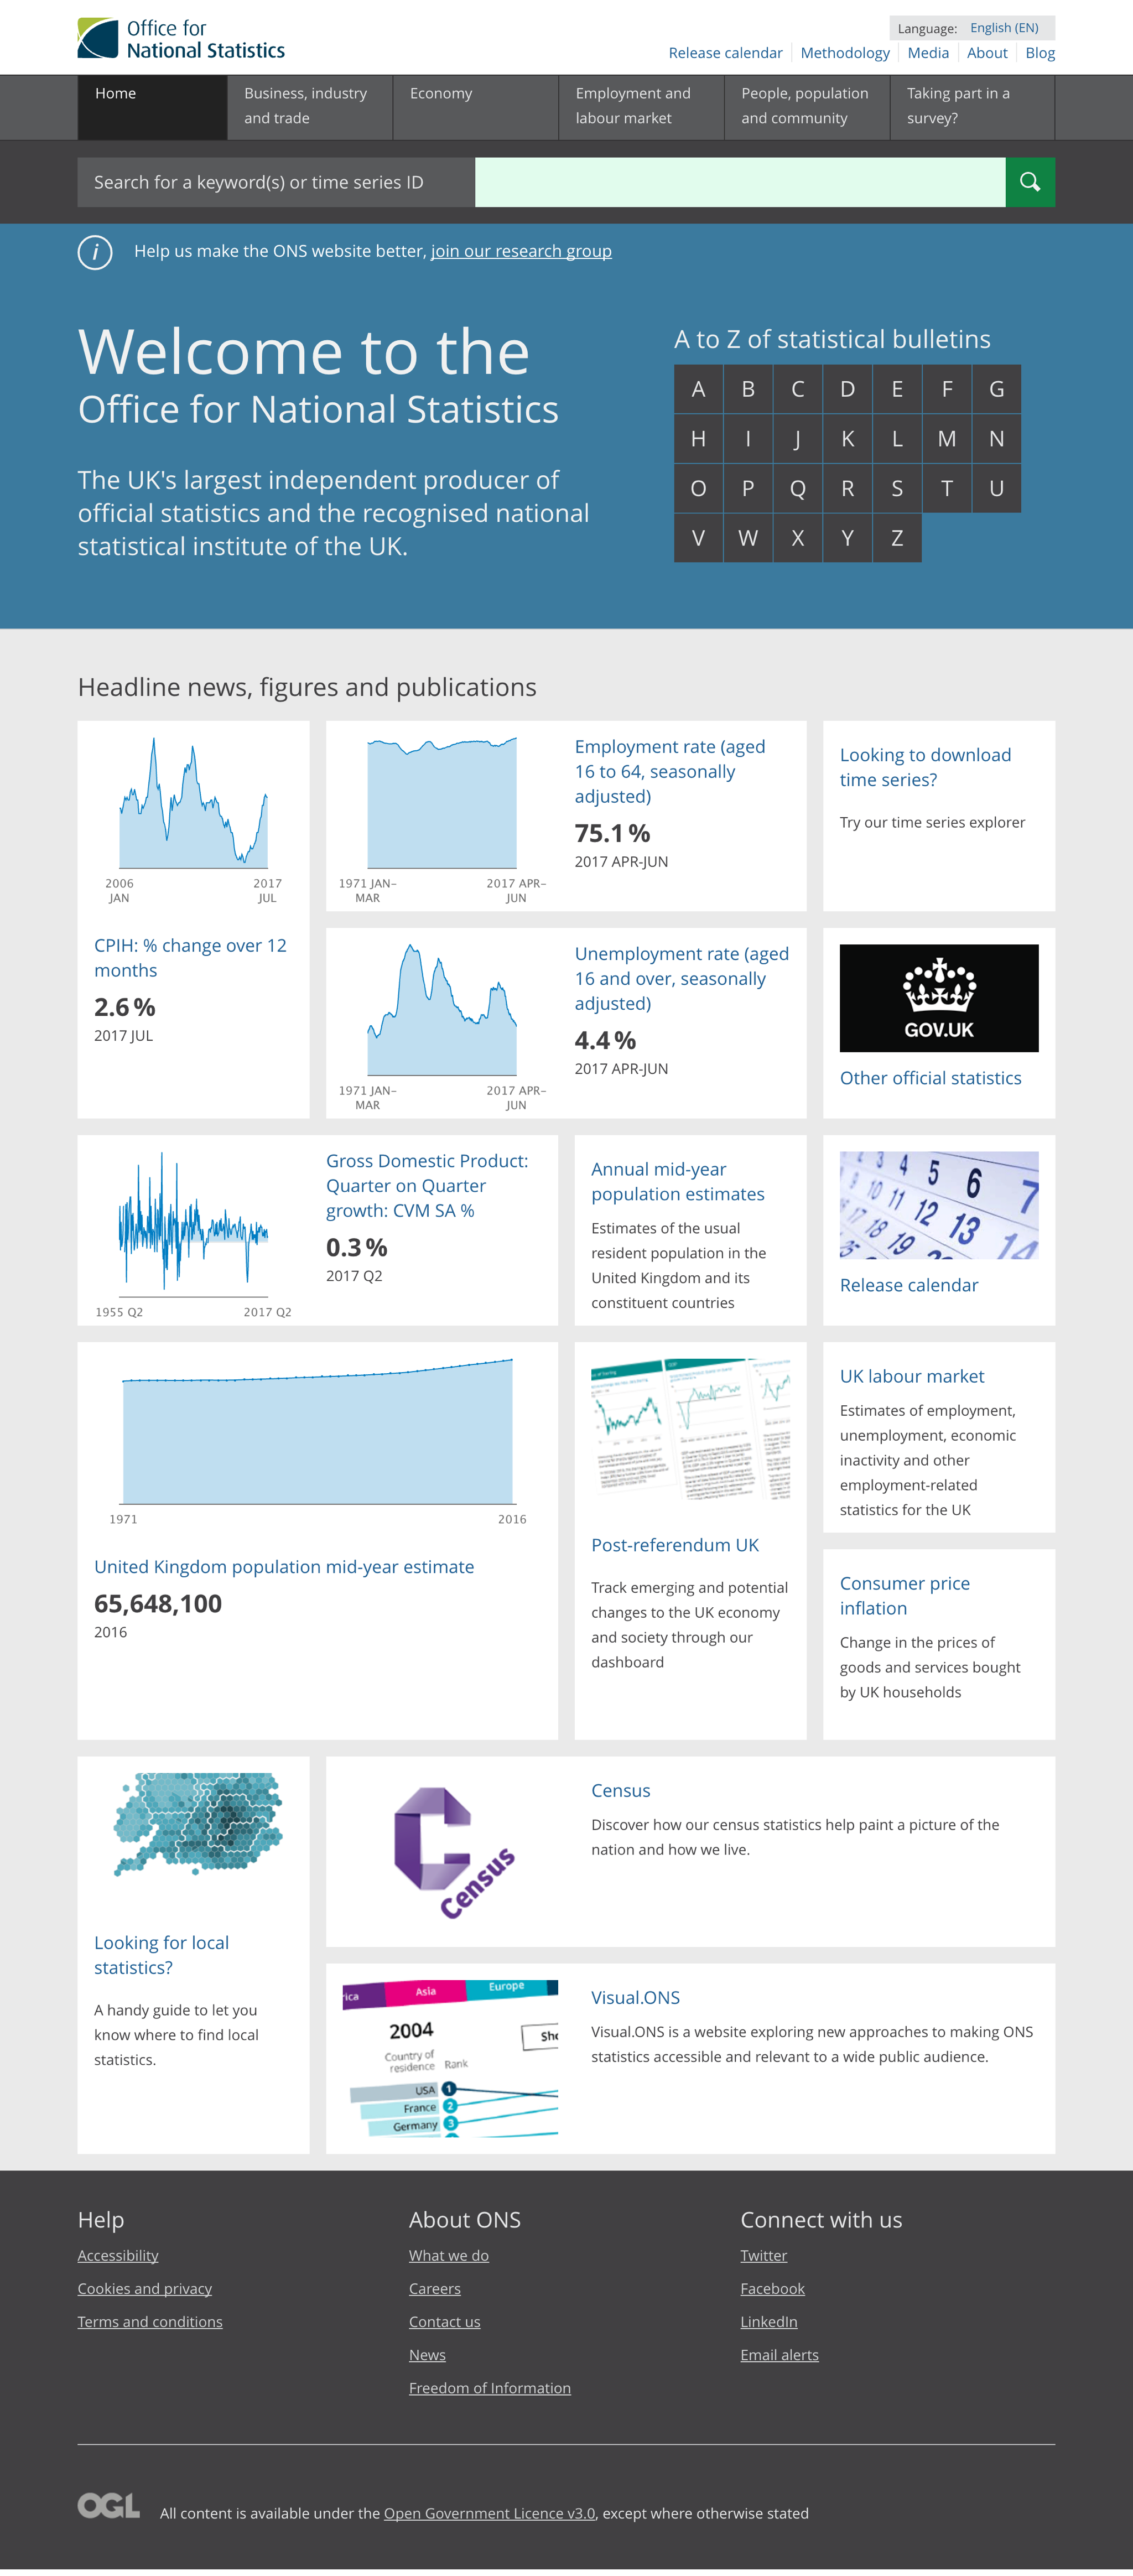 Office for
National Statistics
Language: English (EN)
Release calendar
Methodology
Media
About
Blog
Home
Business, industry
and trade
Economy
Employment and
labour market
People, population
and community
Taking part in a
survey?
Search for a keyword(s) or time series ID
i
Help us make the ONS website better, join our research group
Welcome to the
Office for National Statistics
The UK's largest independent producer of
official statistics and the recognised national
statistical institute of the UK.
A to Z of statistical bulletins
A B C D E F G
H I J K L M N
O P Q R S T U
V W X Y Z
Headline news, figures and publications
2006
JAN
2017
JUL
CPIH: % change over 12
months
2.6 %
2017 JUL
1971 JAN–
MAR
2017 APR–
JUN
Employment rate (aged
16 to 64, seasonally
adjusted)
75.1 %
2017 APR-JUN
Looking to download
time series?
Try our time series explorer
1971 JAN–
MAR
2017 APR–
JUN
Unemployment rate (aged
16 and over, seasonally
adjusted)
4.4 %
2017 APR-JUN
GOV.UK
Other official statistics
1955 Q2
2017 Q2
Gross Domestic Product:
Quarter on Quarter
growth: CVM SA %
0.3 %
2017 Q2
Annual mid-year
population estimates
Estimates of the usual
resident population in the
United Kingdom and its
constituent countries
3 4 5 6 7
9 10 11 12 13 14
17 18 19
Release calendar
1971
2016
United Kingdom population mid-year estimate
65,648,100
2016
Post-referendum UK
Track emerging and potential
changes to the UK economy
and society through our
dashboard
UK labour market
Estimates of employment,
unemployment, economic
inactivity and other
employment-related
statistics for the UK
Consumer price
inflation
Change in the prices of
goods and services bought
by UK households
Looking for local
statistics?
A handy guide to let you
know where to find local
statistics.
Census
Census
Discover how our census statistics help paint a picture of the
nation and how we live.
rica Asia Europe
2004
Sho
Country of
residence Rank
USA 1
France 2
Germany 3
Visual.ONS
Visual.ONS is a website exploring new approaches to making ONS
statistics accessible and relevant to a wide public audience.
Help
Accessibility
Cookies and privacy
Terms and conditions
About ONS
What we do
Careers
Contact us
News
Freedom of Information
Connect with us
Twitter
Facebook
LinkedIn
Email alerts
OGL
All content is available under the Open Government Licence v3.0, except where otherwise stated